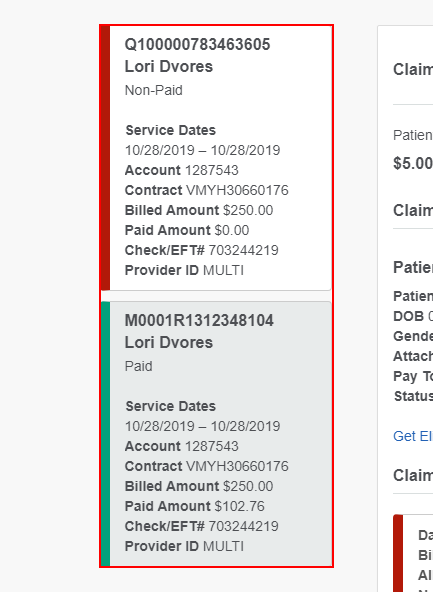 Q100000783463605
Lori Dvores
Non-Paid
Service Dates
10/28/2019 – 10/28/2019
Account 1287543
Contract VMYH30660176
Billed Amount $250.00
Paid Amount $0.00
Check/EFT# 703244219
Provider ID MULTI
M0001R1312348104
Lori Dvores
Paid
Service Dates
10/28/2019 – 10/28/2019
Account 1287543
Contract VMYH30660176
Billed Amount $250.00
Paid Amount $102.76
Check/EFT# 703244219
Provider ID MULTI
Claim
Patien
$5.00
Claim
Patie
Patien
DOB
Gende
Attach
Pay To
Status
Get Eli
Claim
Da
Bi
Al